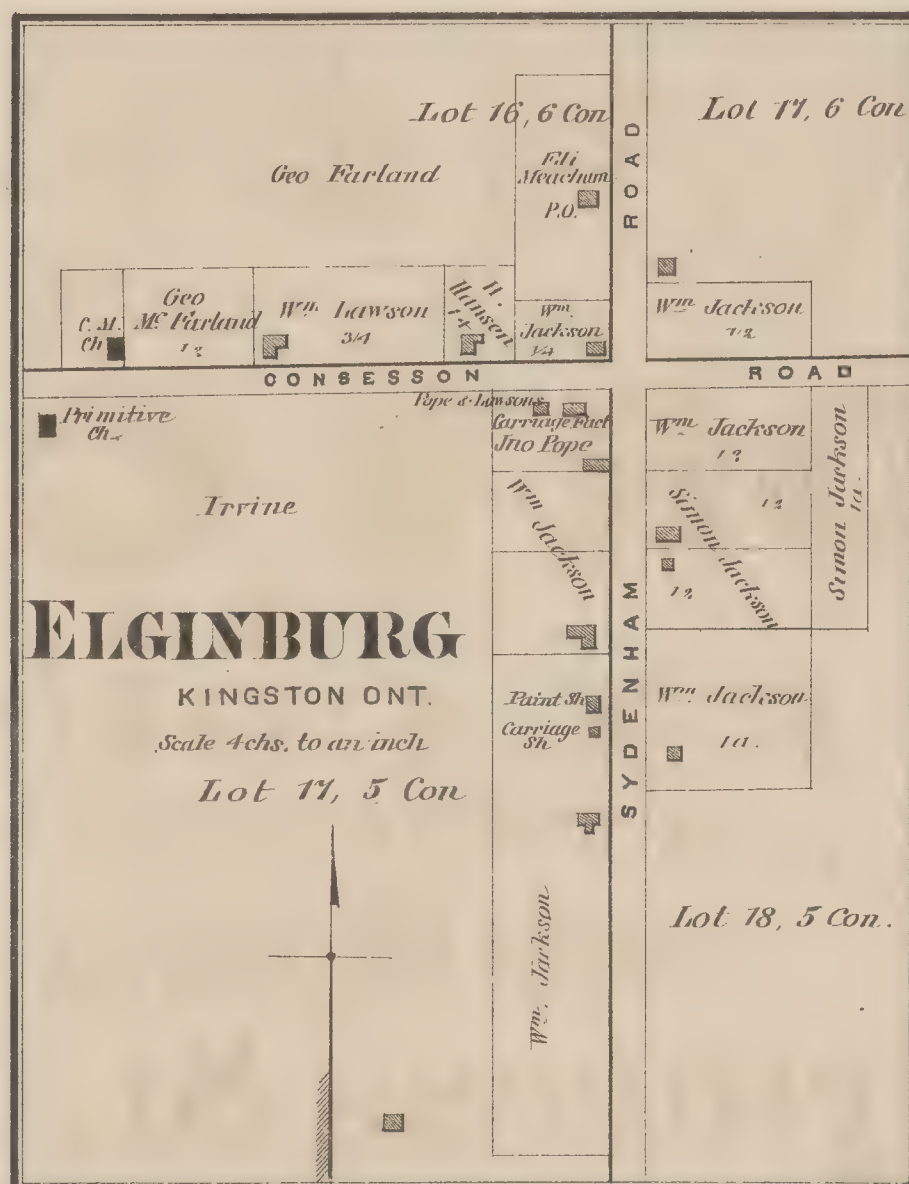 Lot 16, 6 Con
Lot 17, 6 Con
ROAD
Geo Farland
Eli
Meachum
P.O.
C.M.
Ch
Geo
Mc Farland
1 2
Wm Lawson
3/4
H.
Hanson
1/4
Wm.
Jackson
1/4
Wm Jackson
1/2
CONSESSON
ROAD
Primitive
Ch.
Pope & Lawsons
Carriage Fact
Jno Pope
Wm Jackson
1 2
Simon Jackson
1a.
Irvine
Wm Jackson
1 2
Simon Jackson
1 2
ELGINBURG
KINGSTON ONT.
Scale 4 chs. to an inch
Lot 17, 5 Con
SYDENHAM
Paint Sh
Carriage
Sh
Wm. Jackson
1a.
Wm. Jackson
Lot 18, 5 Con.